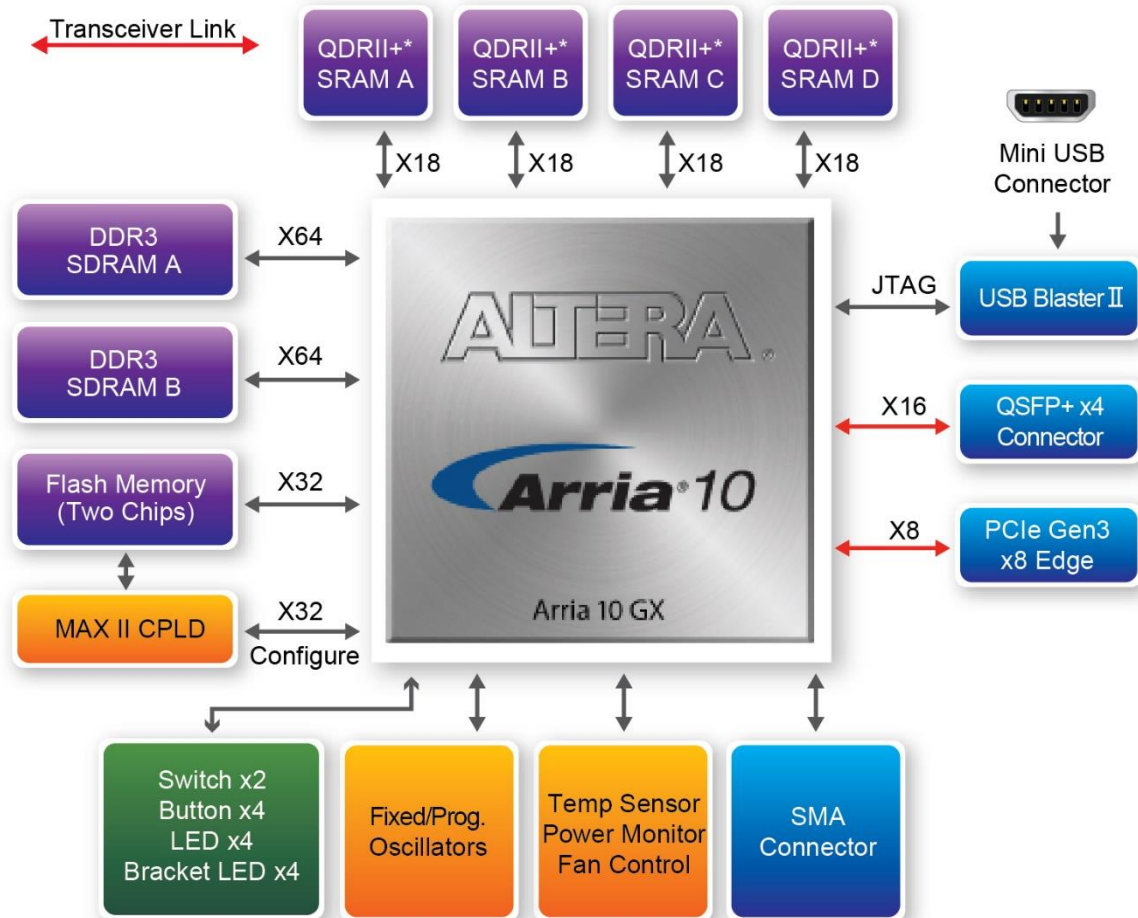 Transceiver Link
QDRII+*
SRAM A
QDRII+*
SRAM B
QDRII+*
SRAM C
QDRII+*
SRAM D
X18
X18
X18
X18
Mini USB
Connector
DDR3
SDRAM A
X64
DDR3
SDRAM B
X64
Flash Memory
(Two Chips)
X32
MAX II CPLD
X32
Configure
ALTERA®
Arria® 10
Arria 10 GX
JTAG
USB Blaster II
X16
QSFP+ x4
Connector
X8
PCIe Gen3
x8 Edge
Switch x2
Button x4
LED x4
Bracket LED x4
Fixed/Prog.
Oscillators
Temp Sensor
Power Monitor
Fan Control
SMA
Connector